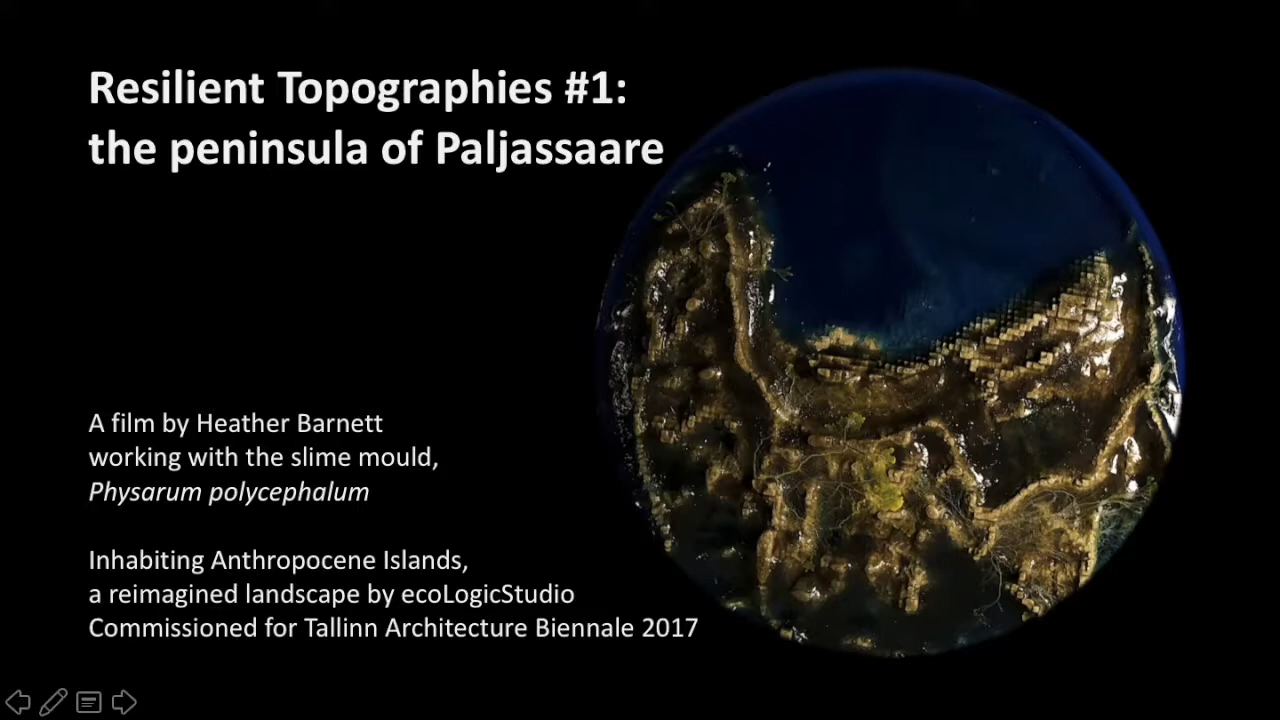 Resilient Topographies #1:
the peninsula of Paljassaare
A film by Heather Barnett
working with the slime mould,
Physarum polycephalum
Inhabiting Anthropocene Islands,
a reimagined landscape by ecoLogicStudio
Commissioned for Tallinn Architecture Biennale 2017